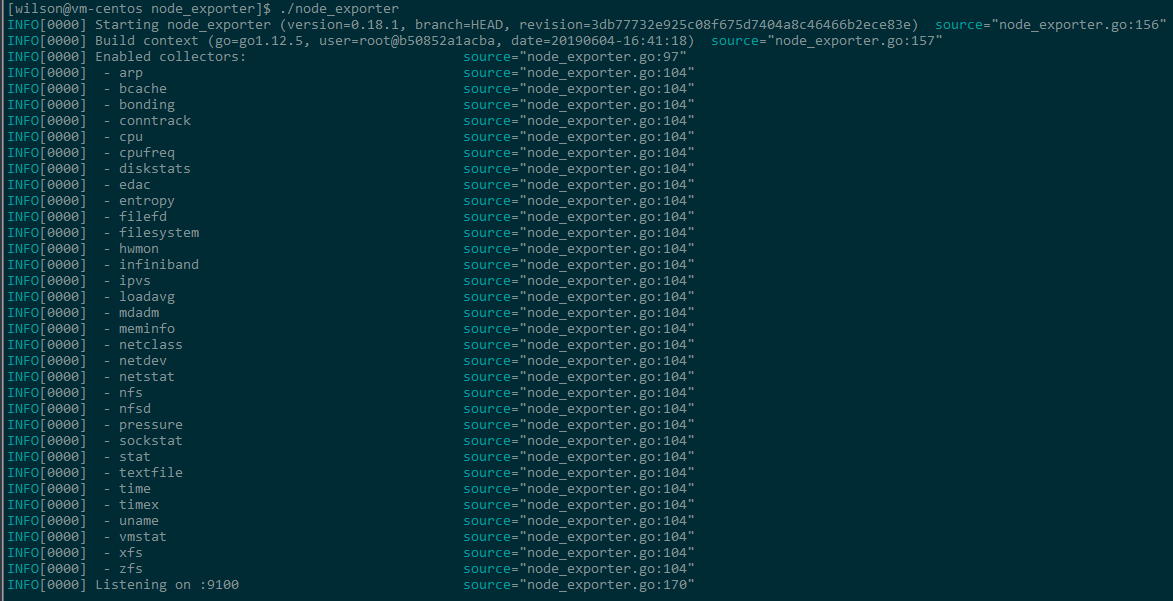 [wilson@vm-centos node_exporter]$ ./node_exporter
INFO[0000] Starting node_exporter (version=0.18.1, branch=HEAD, revision=3db77732e925c08f675d7404a8c46466b2ece83e)  source="node_exporter.go:156"
INFO[0000] Build context (go=go1.12.5, user=root@b50852a1acba, date=20190604-16:41:18)  source="node_exporter.go:157"
INFO[0000] Enabled collectors:                           source="node_exporter.go:97"
INFO[0000]  - arp                                        source="node_exporter.go:104"
INFO[0000]  - bcache                                     source="node_exporter.go:104"
INFO[0000]  - bonding                                    source="node_exporter.go:104"
INFO[0000]  - conntrack                                  source="node_exporter.go:104"
INFO[0000]  - cpu                                        source="node_exporter.go:104"
INFO[0000]  - cpufreq                                    source="node_exporter.go:104"
INFO[0000]  - diskstats                                  source="node_exporter.go:104"
INFO[0000]  - edac                                       source="node_exporter.go:104"
INFO[0000]  - entropy                                    source="node_exporter.go:104"
INFO[0000]  - filefd                                     source="node_exporter.go:104"
INFO[0000]  - filesystem                                 source="node_exporter.go:104"
INFO[0000]  - hwmon                                      source="node_exporter.go:104"
INFO[0000]  - infiniband                                 source="node_exporter.go:104"
INFO[0000]  - ipvs                                       source="node_exporter.go:104"
INFO[0000]  - loadavg                                    source="node_exporter.go:104"
INFO[0000]  - mdadm                                      source="node_exporter.go:104"
INFO[0000]  - meminfo                                    source="node_exporter.go:104"
INFO[0000]  - netclass                                   source="node_exporter.go:104"
INFO[0000]  - netdev                                     source="node_exporter.go:104"
INFO[0000]  - netstat                                    source="node_exporter.go:104"
INFO[0000]  - nfs                                        source="node_exporter.go:104"
INFO[0000]  - nfsd                                       source="node_exporter.go:104"
INFO[0000]  - pressure                                   source="node_exporter.go:104"
INFO[0000]  - sockstat                                   source="node_exporter.go:104"
INFO[0000]  - stat                                       source="node_exporter.go:104"
INFO[0000]  - textfile                                   source="node_exporter.go:104"
INFO[0000]  - time                                       source="node_exporter.go:104"
INFO[0000]  - timex                                      source="node_exporter.go:104"
INFO[0000]  - uname                                      source="node_exporter.go:104"
INFO[0000]  - vmstat                                     source="node_exporter.go:104"
INFO[0000]  - xfs                                        source="node_exporter.go:104"
INFO[0000]  - zfs                                        source="node_exporter.go:104"
INFO[0000] Listening on :9100                            source="node_exporter.go:170"